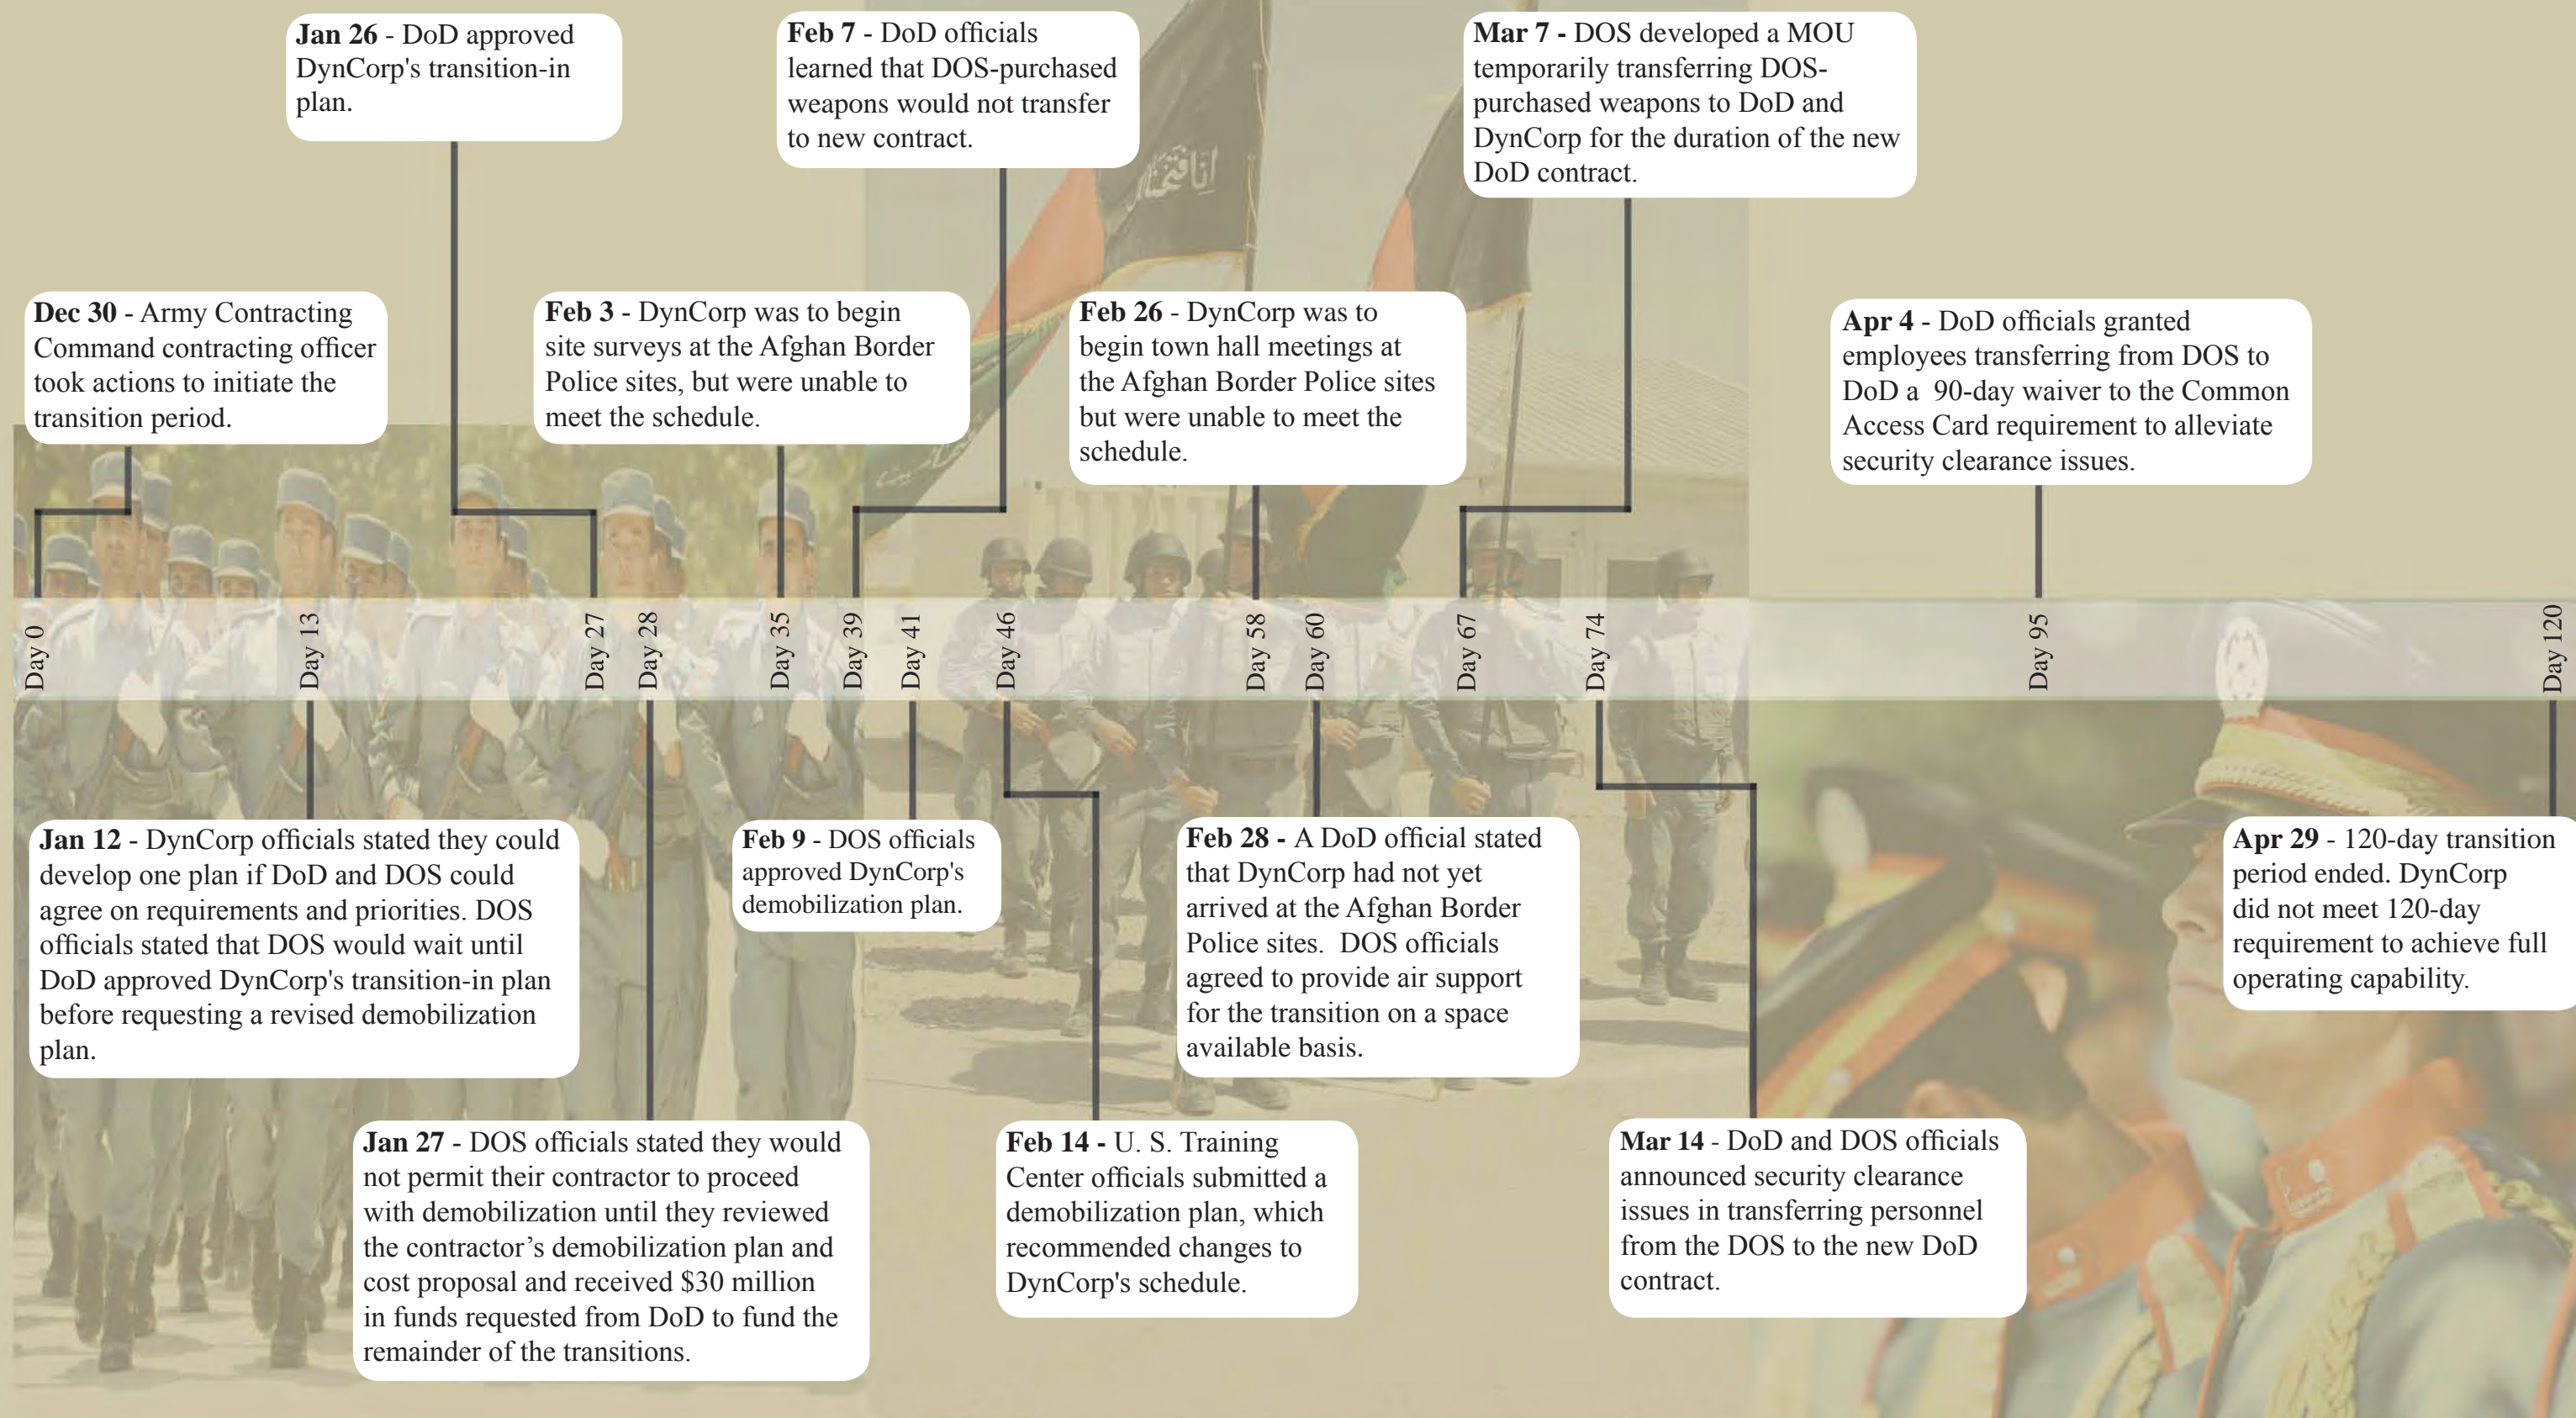 Jan 26 - DoD approved
DynCorp's transition-in
plan.
Feb 7 - DoD officials
learned that DOS-purchased
weapons would not transfer
to new contract.
Mar 7 - DOS developed a MOU
temporarily transferring DOS-
purchased weapons to DoD and
DynCorp for the duration of the new
DoD contract.
Dec 30 - Army Contracting
Command contracting officer
took actions to initiate the
transition period.
Feb 3 - DynCorp was to begin
site surveys at the Afghan Border
Police sites, but were unable to
meet the schedule.
Feb 26 - DynCorp was to
begin town hall meetings at
the Afghan Border Police sites
but were unable to meet the
schedule.
Apr 4 - DoD officials granted
employees transferring from DOS to
DoD a 90-day waiver to the Common
Access Card requirement to alleviate
security clearance issues.
Day 0
Day 13
Day 27
Day 28
Day 35
Day 39
Day 41
Day 46
Day 58
Day 60
Day 67
Day 74
Day 95
Day 120
Jan 12 - DynCorp officials stated they could
develop one plan if DoD and DOS could
agree on requirements and priorities. DOS
officials stated that DOS would wait until
DoD approved DynCorp's transition-in plan
before requesting a revised demobilization
plan.
Feb 9 - DOS officials
approved DynCorp's
demobilization plan.
Feb 28 - A DoD official stated
that DynCorp had not yet
arrived at the Afghan Border
Police sites. DOS officials
agreed to provide air support
for the transition on a space
available basis.
Apr 29 - 120-day transition
period ended. DynCorp
did not meet 120-day
requirement to achieve full
operating capability.
Jan 27 - DOS officials stated they would
not permit their contractor to proceed
with demobilization until they reviewed
the contractor’s demobilization plan and
cost proposal and received $30 million
in funds requested from DoD to fund the
remainder of the transitions.
Feb 14 - U. S. Training
Center officials submitted a
demobilization plan, which
recommended changes to
DynCorp's schedule.
Mar 14 - DoD and DOS officials
announced security clearance
issues in transferring personnel
from the DOS to the new DoD
contract.